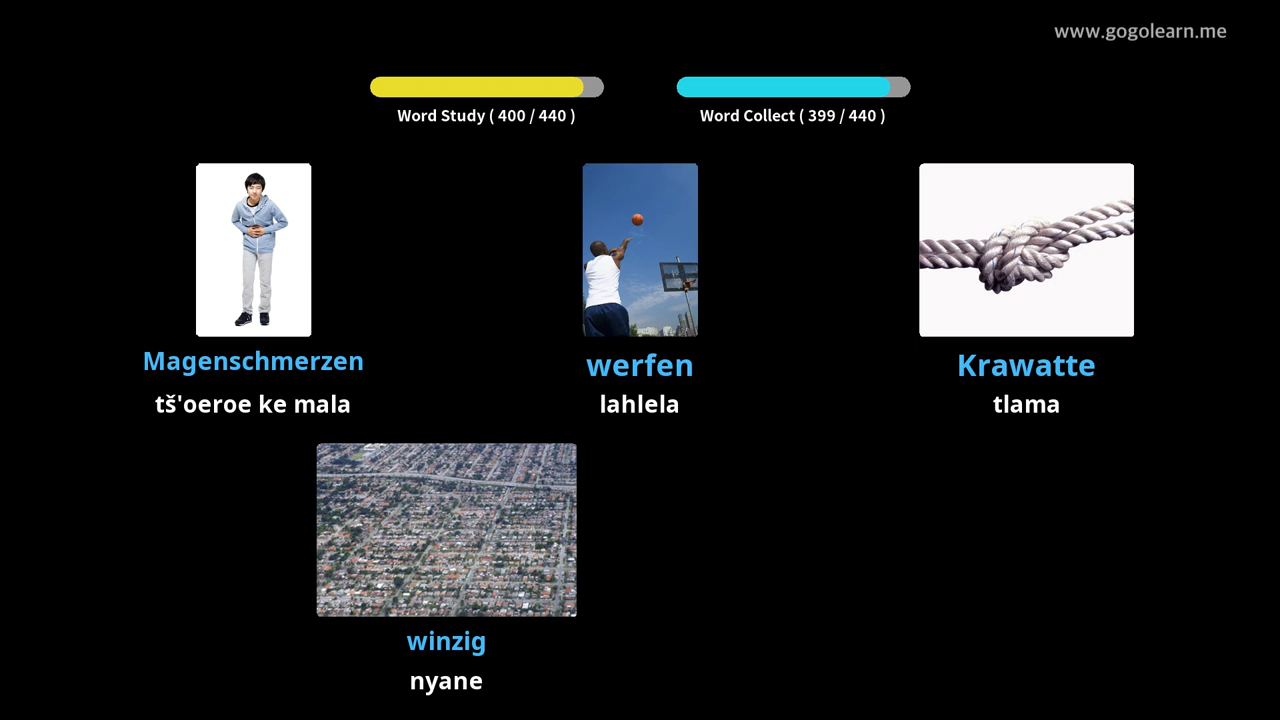 www.gogolearn.me
Word Study ( 400 / 440 )
Word Collect ( 399 / 440 )
Magenschmerzen
werfen
Krawatte
tš'oeroe ke mala
lahlela
tlama
winzig
nyane